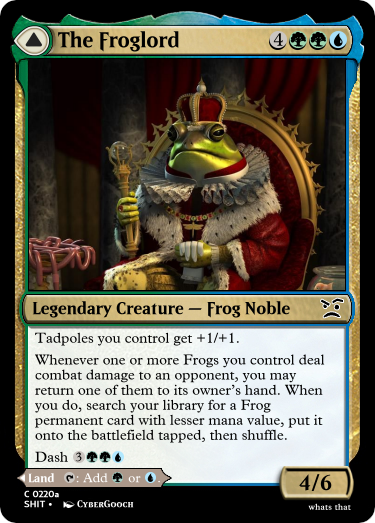 The Froglord 4GGU
Legendary Creature — Frog Noble
Tadpoles you control get +1/+1.
Whenever one or more Frogs you control deal
combat damage to an opponent, you may
return one of them to its owner's hand. When
you do, search your library for a Frog
permanent card with lesser mana value, put it
onto the battlefield tapped, then shuffle.
Dash 3GGU
Land T: Add G or U.
4/6
C 0220a
SHIT • CyberGooch
whats that